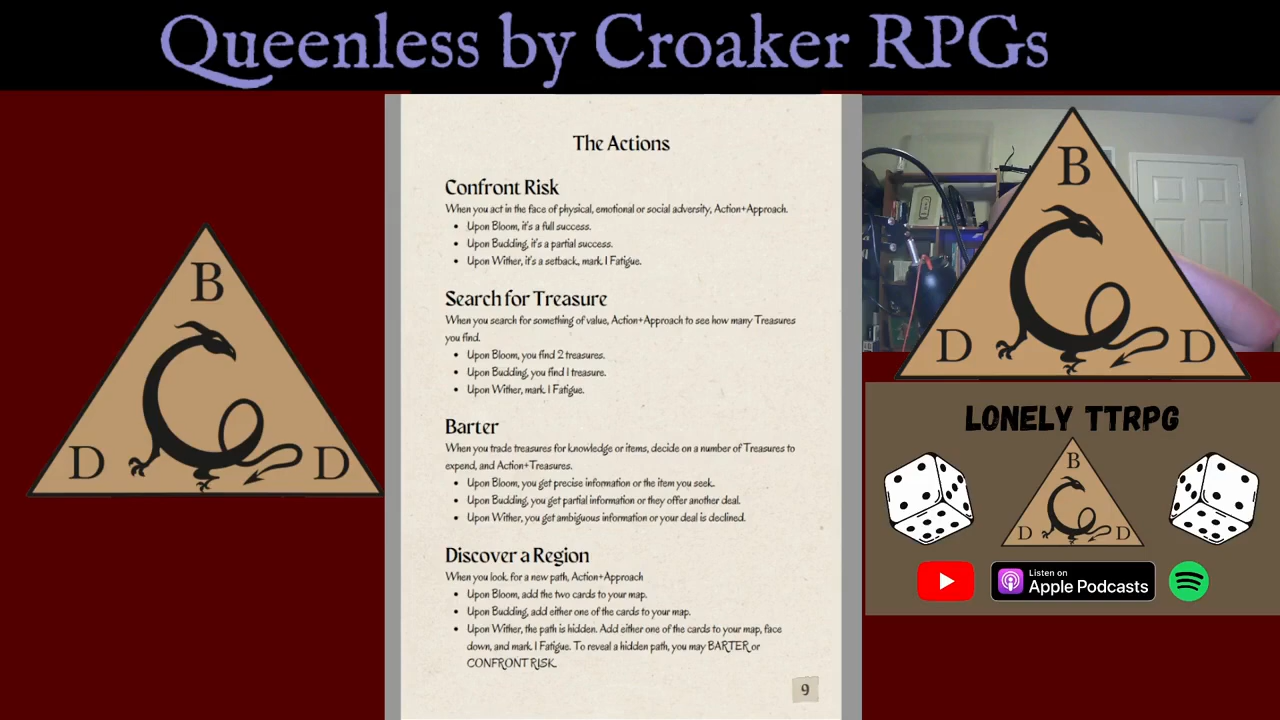 Queenless by Croaker RPGs
The Actions
Confront Risk
When you act in the face of physical, emotional or social adversity, Action+Approach.
• Upon Bloom, it's a full success.
• Upon Budding, it's a partial success.
• Upon Wither, it's a setback, mark 1 Fatigue.
Search for Treasure
When you search for something of value, Action+Approach to see how many Treasures
you find.
• Upon Bloom, you find 2 treasures.
• Upon Budding, you find 1 treasure.
• Upon Wither, mark 1 Fatigue.
Barter
When you trade treasures for knowledge or items, decide on a number of Treasures to
expend, and Action+Treasures.
• Upon Bloom, you get precise information or the item you seek.
• Upon Budding, you get partial information or they offer another deal.
• Upon Wither, you get ambiguous information or your deal is declined.
Discover a Region
When you look for a new path, Action+Approach
• Upon Bloom, add the two cards to your map.
• Upon Budding, add either one of the cards to your map.
• Upon Wither, the path is hidden. Add either one of the cards to your map, face
down, and mark 1 Fatigue. To reveal a hidden path, you may BARTER or
CONFRONT RISK.
9
B
D D
B
D D
LONELY TTRPG
B
D D
Listen on
Apple Podcasts